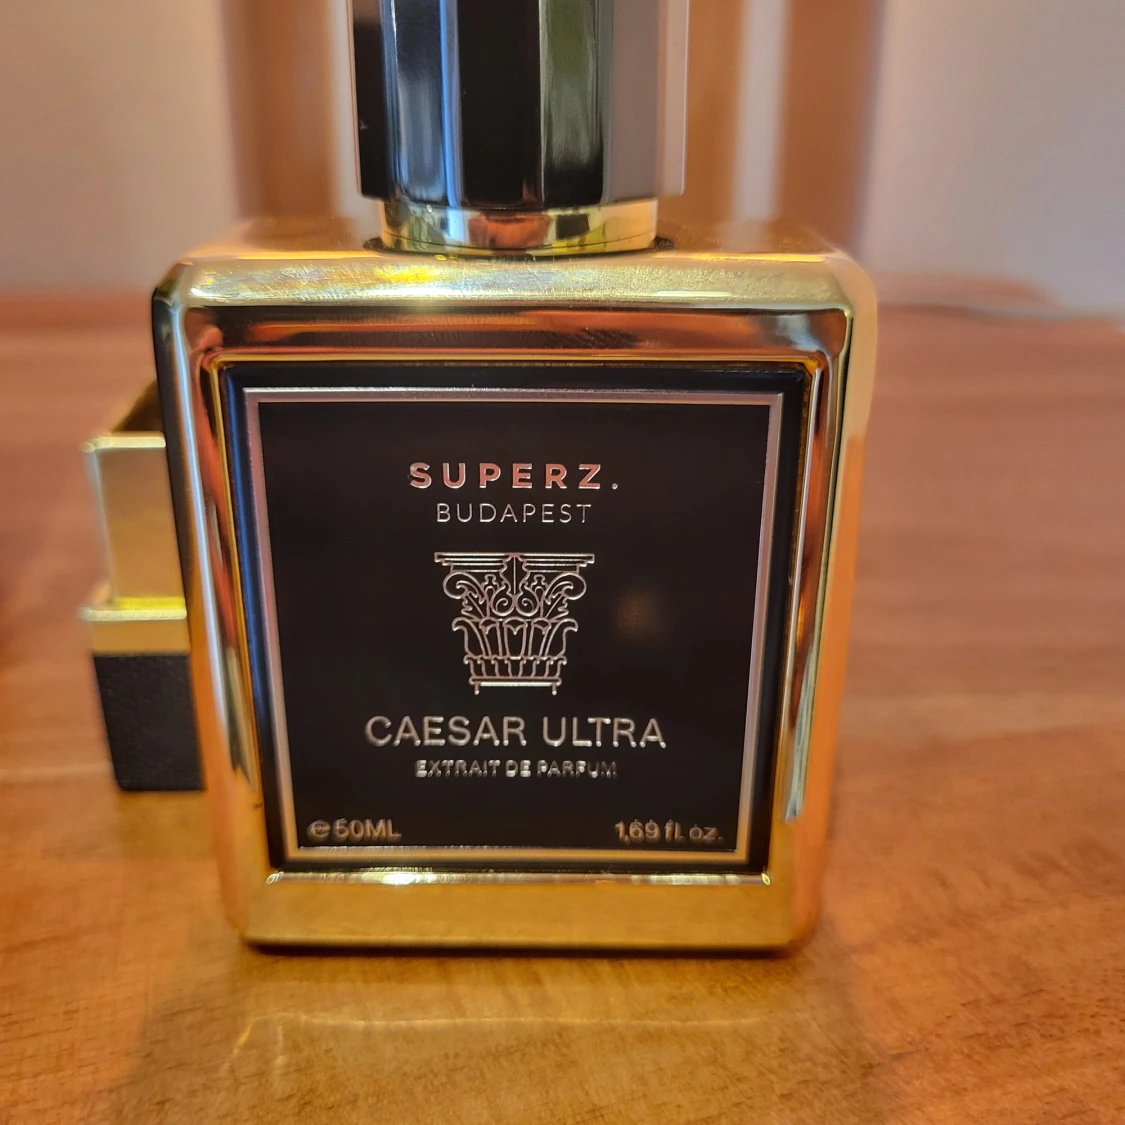 SUPERZ.
BUDAPEST
CAESAR ULTRA
EXTRAIT DE PARFUM
℮50ML 1,69 fl. oz.